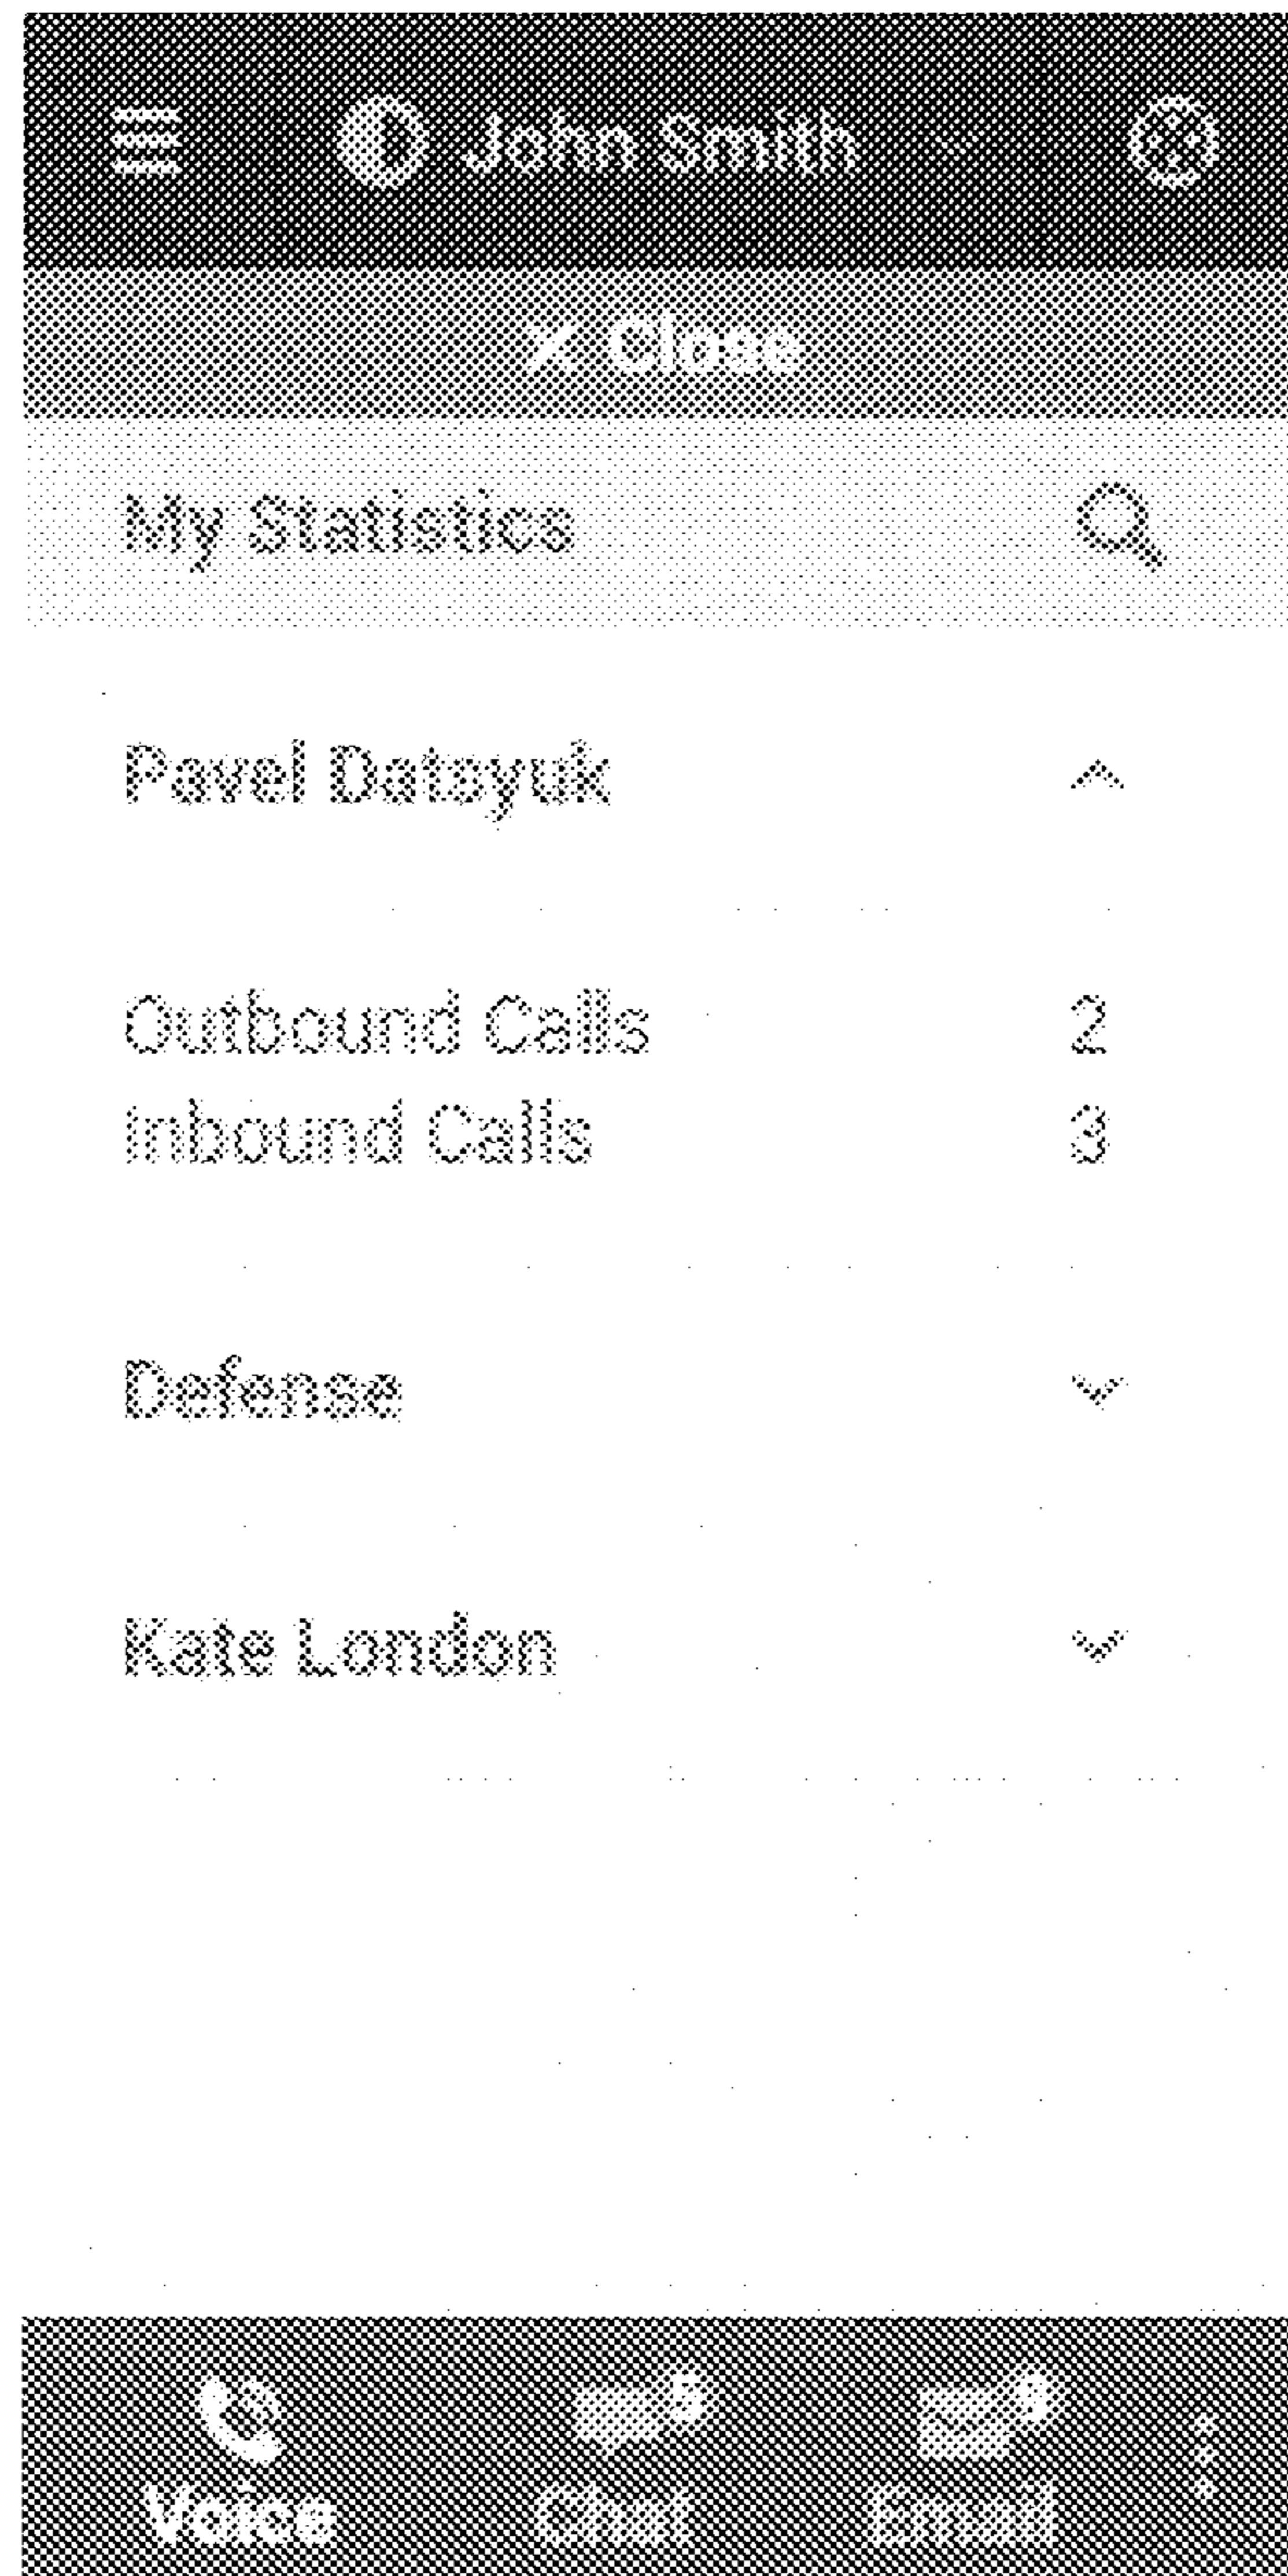 John Smith
× Close
My Statistics
Pavel Datsyuk
Outbound Calls 2
Inbound Calls 3
Defense
Kate London
Voice Chat Email